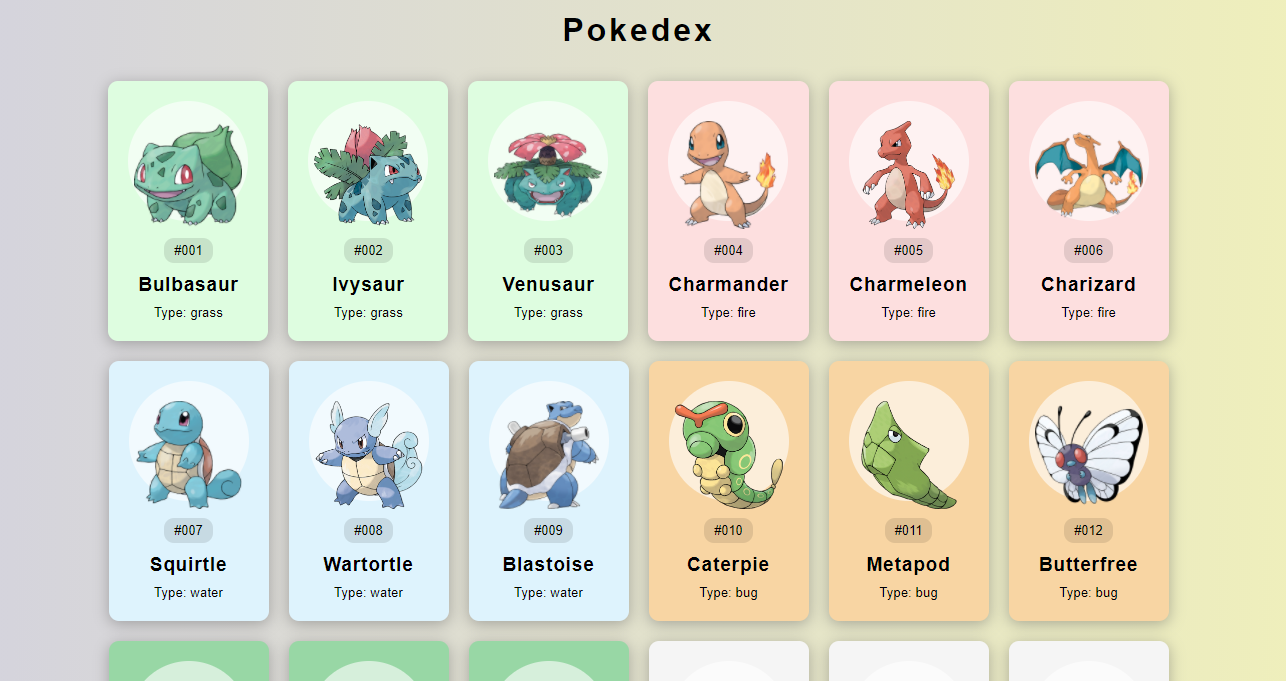 Pokedex
#001 #002 #003 #004 #005 #006
Bulbasaur Ivysaur Venusaur Charmander Charmeleon Charizard
Type: grass Type: grass Type: grass Type: fire Type: fire Type: fire
#007 #008 #009 #010 #011 #012
Squirtle Wartortle Blastoise Caterpie Metapod Butterfree
Type: water Type: water Type: water Type: bug Type: bug Type: bug